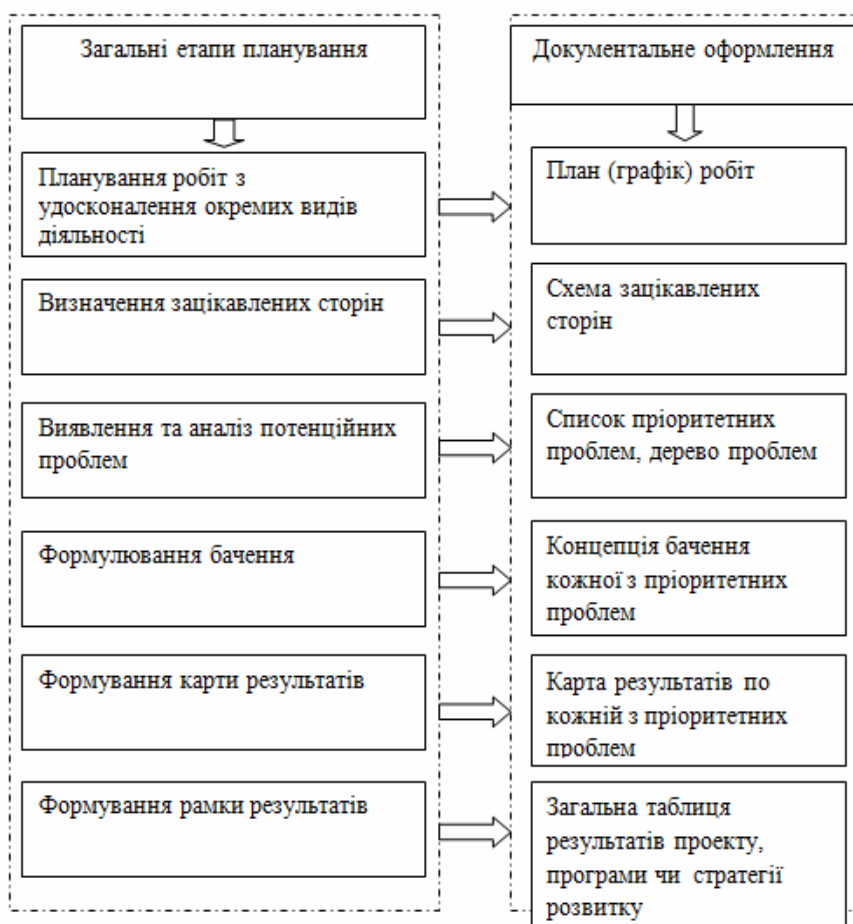 Загальні етапи планування
Документальне оформлення
Планування робіт з
удосконалення окремих видів
діяльності
План (графік) робіт
Визначення зацікавлених сторін
Схема зацікавлених
сторін
Виявлення та аналіз потенційних
проблем
Список пріоритетних
проблем, дерево проблем
Формулювання бачення
Концепція бачення
кожної з пріоритетних
проблем
Формування карти результатів
Карта результатів по
кожній з пріоритетних
проблем
Формування рамки результатів
Загальна таблиця
результатів проекту,
програми чи стратегії
розвитку